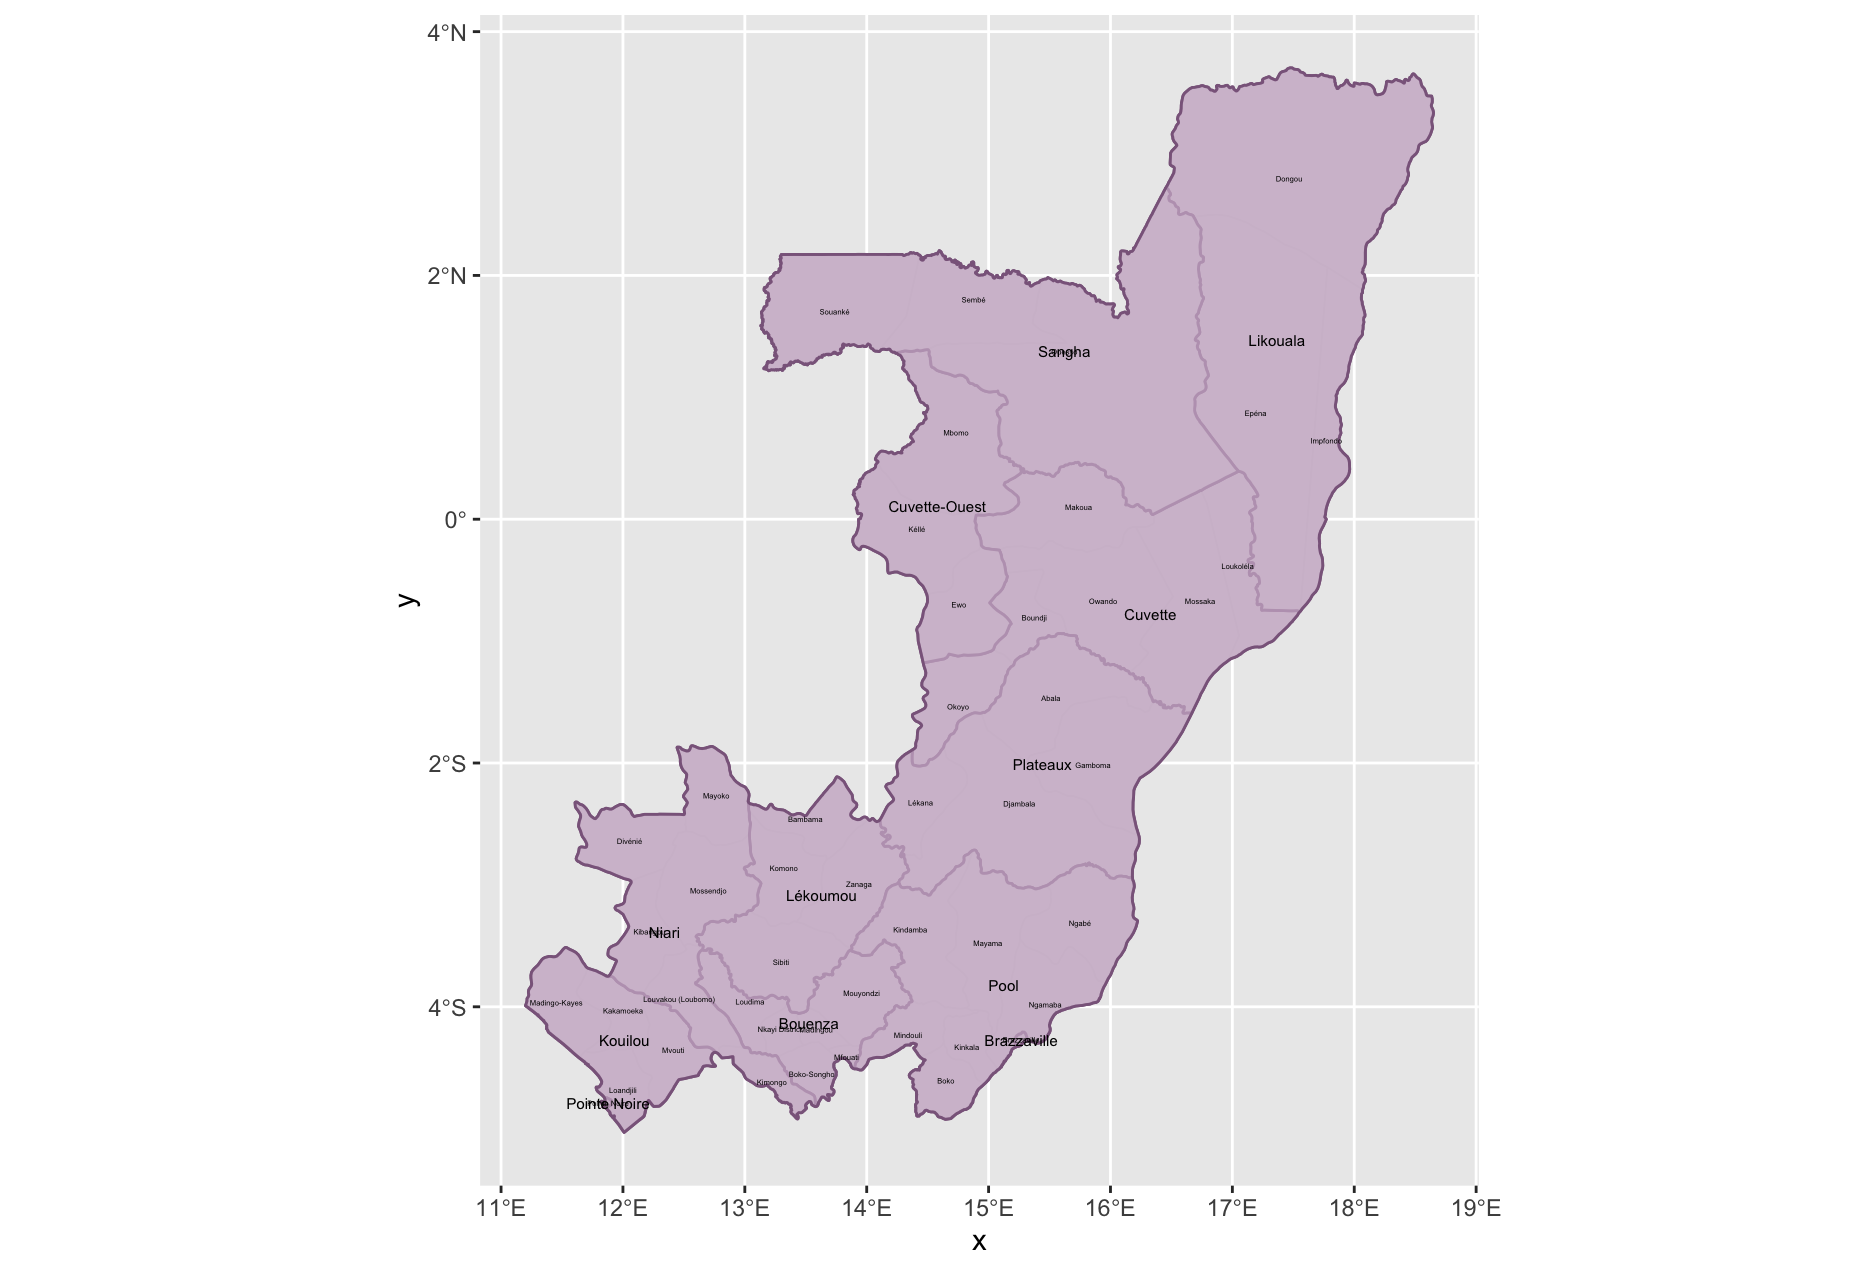 4°N
Dongou
2°N
Sembé
Souanké
Likouala
Sangha
Epéna
Mbomo
Impfondo
Cuvette-Ouest
Makoua
0°
Kéllé
Loukoléla
Ewo
Owando
Mossaka
Boundji
Cuvette
y
Abala
Okoyo
2°S
Plateaux
Gamboma
Mayoko
Lékana
Djambala
Bambama
Divénié
Komono
Zanaga
Mossendjo
Lékoumou
Ngabé
Kindamba
Niari
Mayama
Sibiti
Pool
Mouyondzi
Louvakou (Loubomo)
Loudima
Madingo-Kayes
4°S
Ngamaba
Kakamoeka
Bouenza
Mindouli
Kouilou
Brazzaville
Kinkala
Mvouti
Mfouati
Boko-Songho
Kimongo
Boko
Loandjili
Pointe Noire
11°E
12°E
13°E
14°E
15°E
16°E
17°E
18°E
19°E
x